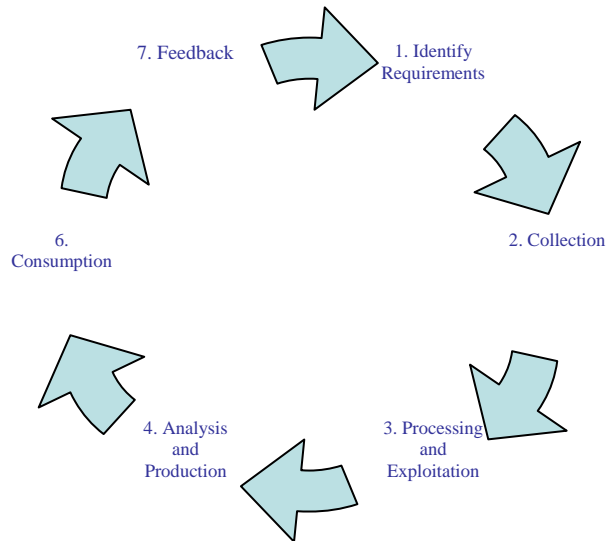 7. Feedback
1. Identify
Requirements
2. Collection
3. Processing
and
Exploitation
4. Analysis
and
Production
6.
Consumption